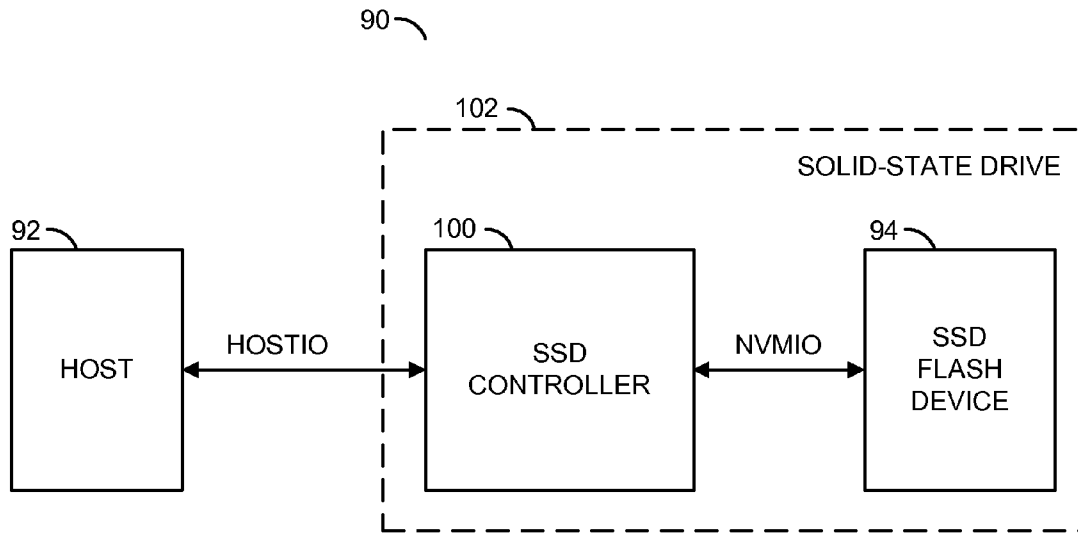 90
102
SOLID-STATE DRIVE
92
100
94
HOST
HOSTIO
SSD
CONTROLLER
NVMIO
SSD
FLASH
DEVICE